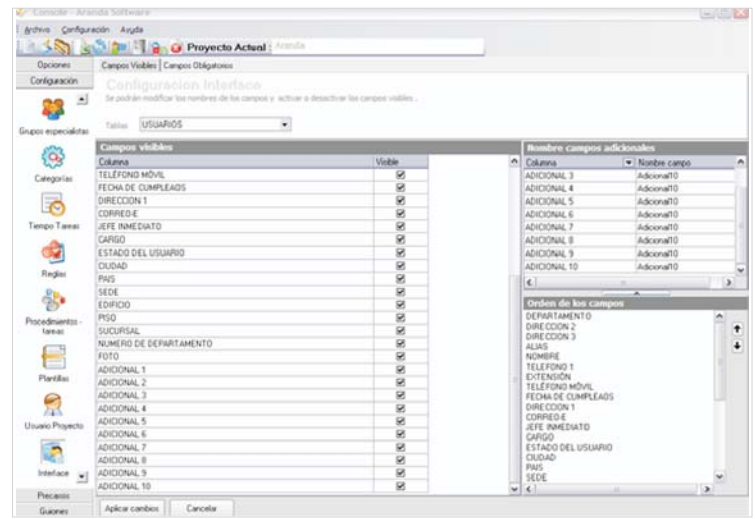 Console - Aranda Software
Archivo Configuración Ayuda
Proyecto Actual : Aranda
Opciones
Configuración
Grupos especialistas
Categorías
Tiempo Tareas
Reglas
Procedimientos - tareas
Plantillas
Usuario Proyecto
Interface
Precasos
Guiones
Campos Visibles Campos Obligatorios
Configuracion Interface
Se podrán modificar los nombres de los campos y activar o desactivar los campos visibles .
Tablas USUARIOS
Campos visibles
Columna Visible
TELÉFONO MÓVIL
FECHA DE CUMPLEAÑOS
DIRECCION 1
CORREO-E
JEFE INMEDIATO
CARGO
ESTADO DEL USUARIO
CIUDAD
PAIS
SEDE
EDIFICIO
PISO
SUCURSAL
NUMERO DE DEPARTAMENTO
FOTO
ADICIONAL 1
ADICIONAL 2
ADICIONAL 3
ADICIONAL 4
ADICIONAL 5
ADICIONAL 6
ADICIONAL 7
ADICIONAL 8
ADICIONAL 9
ADICIONAL 10
Aplicar cambios Cancelar
Nombre campos adicionales
Columna Nombre campo
ADICIONAL 3 Adicional10
ADICIONAL 4 Adicional10
ADICIONAL 5 Adicional10
ADICIONAL 6 Adicional10
ADICIONAL 7 Adicional10
ADICIONAL 8 Adicional10
ADICIONAL 9 Adicional10
ADICIONAL 10 Adicional10
Orden de los campos
DEPARTAMENTO
DIRECCION 2
DIRECCION 3
ALIAS
NOMBRE
TELEFONO 1
EXTENSIÓN
TELÉFONO MÓVIL
FECHA DE CUMPLEAÑOS
DIRECCION 1
CORREO-E
JEFE INMEDIATO
CARGO
ESTADO DEL USUARIO
CIUDAD
PAIS
SEDE